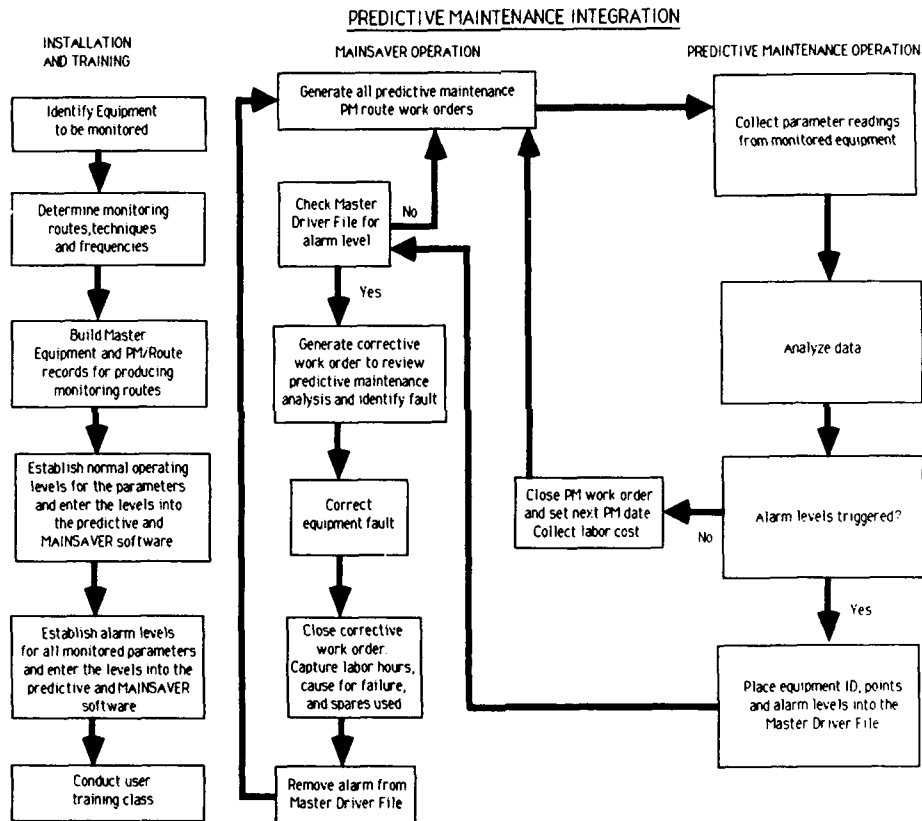 PREDICTIVE MAINTENANCE INTEGRATION
INSTALLATION
AND TRAINING
Identify Equipment
to be monitored
Determine monitoring
routes, techniques
and frequencies
Build Master
Equipment and PM/Route
records for producing
monitoring routes
Establish normal operating
levels for the parameters
and enter the levels into
the predictive and
MAINSAVER software
Establish alarm levels
for all monitored parameters
and enter the levels into the
predictive and MAINSAVER
software
Conduct user
training class
MAINSAVER OPERATION
Generate all predictive maintenance
PM route work orders
Check Master
Driver File for
alarm level
No
Yes
Generate corrective
work order to review
predictive maintenance
analysis and identify fault
Correct
equipment fault
Close corrective
work order.
Capture labor hours,
cause for failure,
and spares used
Remove alarm from
Master Driver File
PREDICTIVE MAINTENANCE OPERATION
Collect parameter readings
from monitored equipment
Analyze data
Alarm levels triggered?
No
Close PM work order
and set next PM date
Collect labor cost
Yes
Place equipment ID, points
and alarm levels into the
Master Driver File